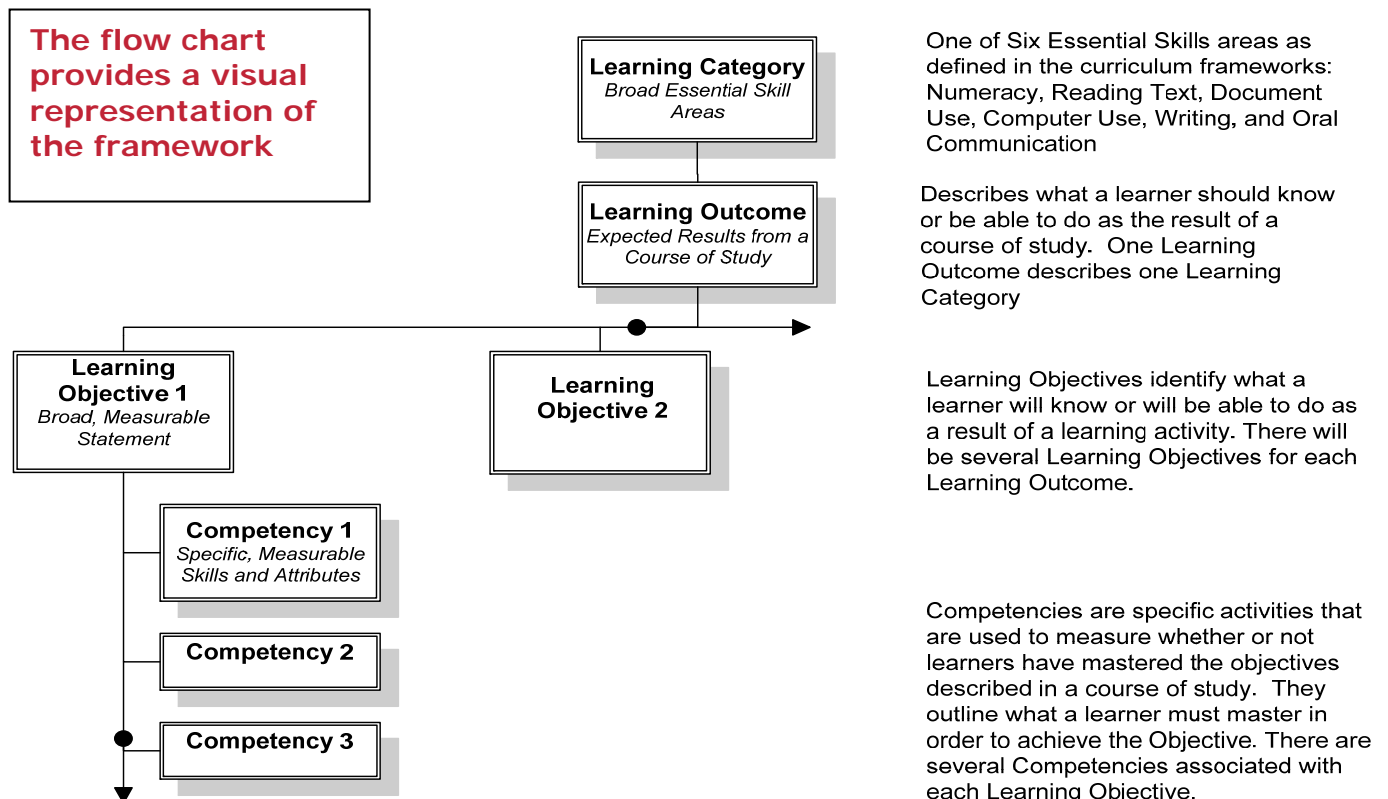 The flow chart
provides a visual
representation of
the framework
Learning Category
Broad Essential Skill
Areas
One of Six Essential Skills areas as
defined in the curriculum frameworks:
Numeracy, Reading Text, Document
Use, Computer Use, Writing, and Oral
Communication
Learning Outcome
Expected Results from a
Course of Study
Describes what a learner should know
or be able to do as the result of a
course of study.  One Learning
Outcome describes one Learning
Category
Learning
Objective 1
Broad, Measurable
Statement
Learning
Objective 2
Learning Objectives identify what a
learner will know or will be able to do as
a result of a learning activity. There will
be several Learning Objectives for each
Learning Outcome.
Competency 1
Specific, Measurable
Skills and Attributes
Competency 2
Competency 3
Competencies are specific activities that
are used to measure whether or not
learners have mastered the objectives
described in a course of study.  They
outline what a learner must master in
order to achieve the Objective. There are
several Competencies associated with
each Learning Objective.